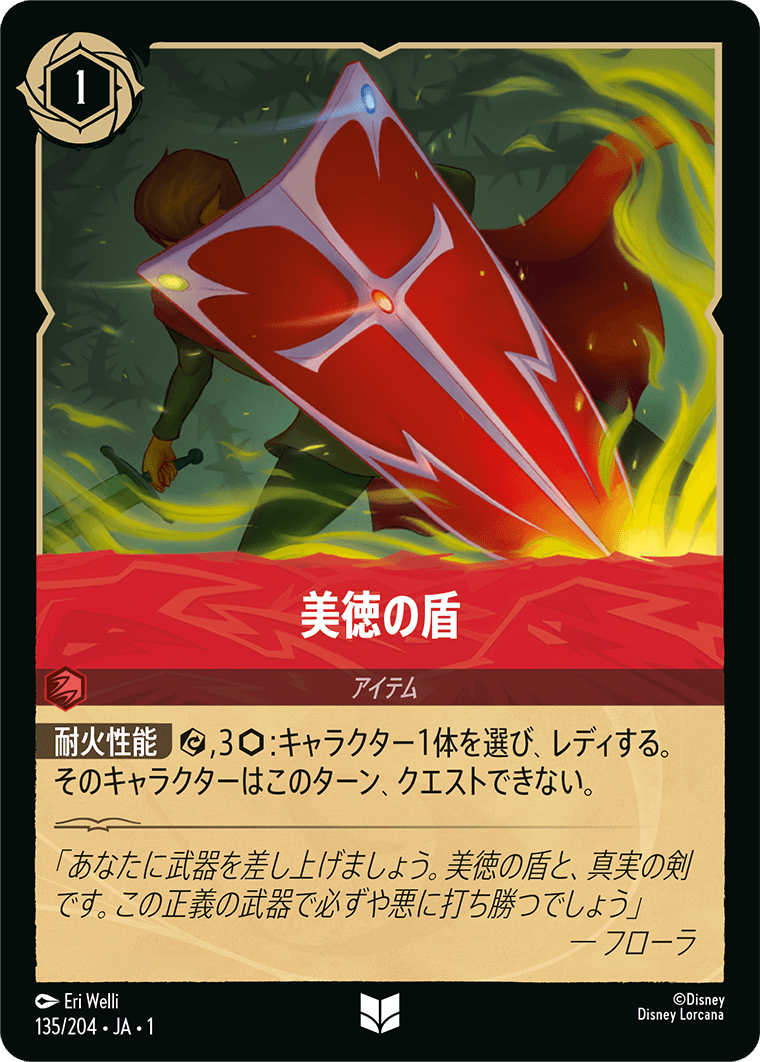 1
美徳の盾
アイテム
耐火性能 ,3 :キャラクター1体を選び、レディする。
そのキャラクターはこのターン、クエストできない。
「あなたに武器を差し上げましょう。美徳の盾と、真実の剣
です。この正義の武器で必ずや悪に打ち勝つでしょう」
— フローラ
Eri Welli
135/204 • JA • 1
©Disney
Disney Lorcana